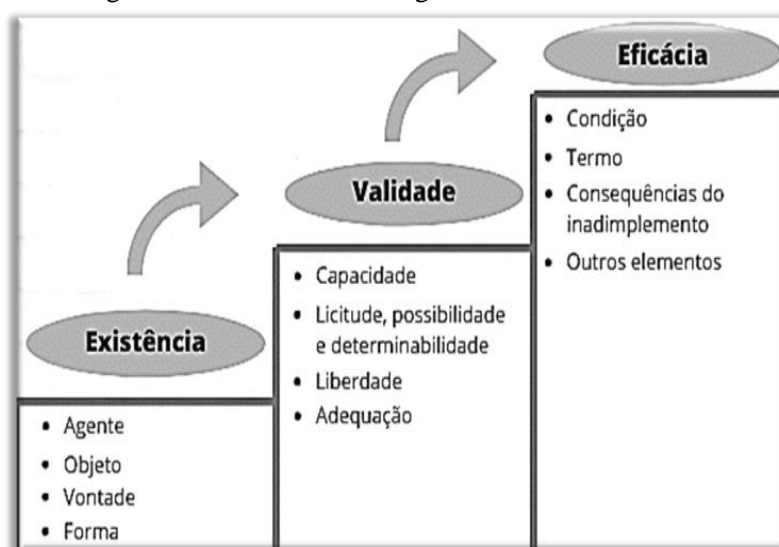 Eficácia
• Condição
• Termo
• Consequências do
inadimplemento
• Outros elementos
Validade
• Capacidade
• Licitude, possibilidade
e determinabilidade
• Liberdade
• Adequação
Existência
• Agente
• Objeto
• Vontade
• Forma